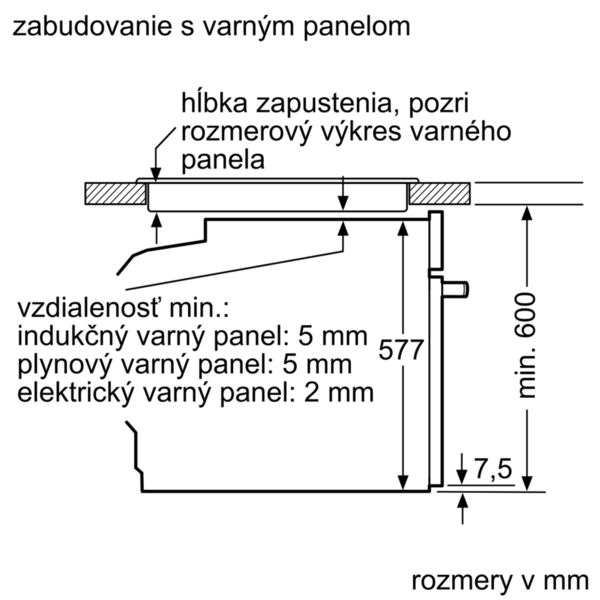 zabudovanie s varným panelom
hĺbka zapustenia, pozri
rozmerový výkres varného
panela
vzdialenosť min.:
indukčný varný panel: 5 mm
plynový varný panel: 5 mm
elektrický varný panel: 2 mm
577
min. 600
7,5
rozmery v mm